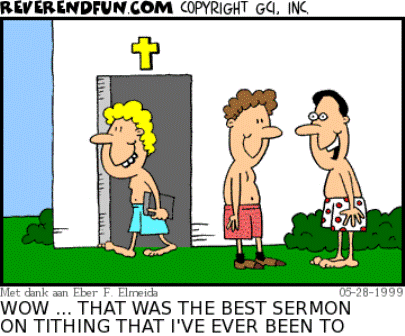 REVERENDFUN.COM COPYRIGHT GCI, INC.
Met dank aan Eber F. Elmeida 05-28-1999
WOW ... THAT WAS THE BEST SERMON
ON TITHING THAT I'VE EVER BEEN TO